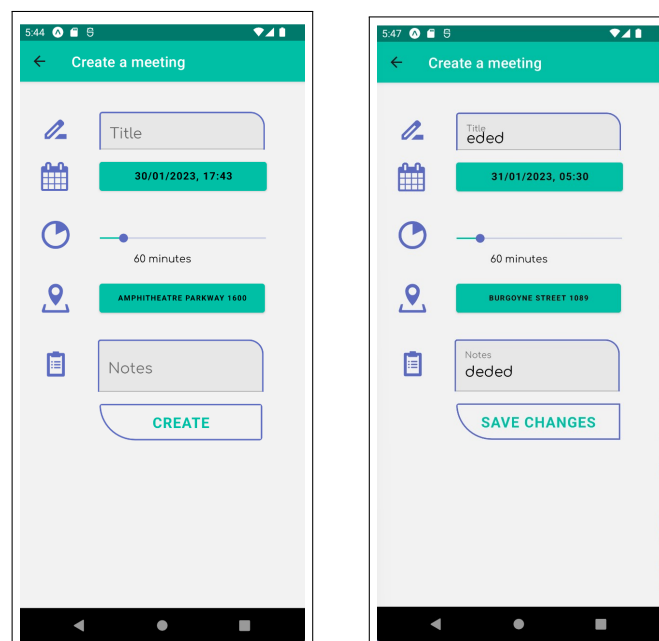 5:44
Create a meeting
Title
30/01/2023, 17:43
60 minutes
AMPHITHEATRE PARKWAY 1600
Notes
CREATE
5:47
Create a meeting
Title
eded
31/01/2023, 05:30
60 minutes
BURGOYNE STREET 1089
Notes
deded
SAVE CHANGES